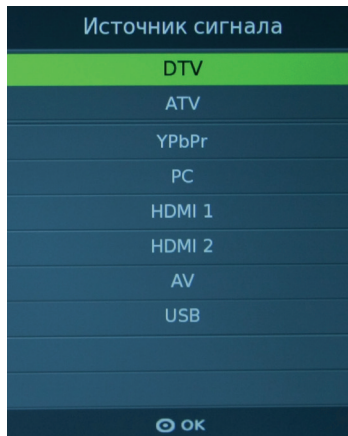 Источник сигнала
DTV
ATV
YPbPr
PC
HDMI 1
HDMI 2
AV
USB
OK